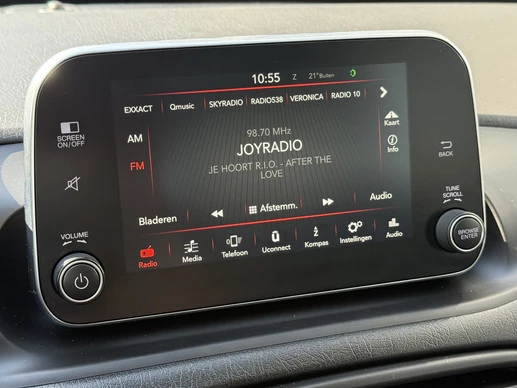 10:55 Z 21° Buiten
EXXACT Qmusic SKYRADIO RADIO538 VERONICA RADIO 10
SCREEN
ON/OFF
AM
FM
98.70 MHz
JOYRADIO
JE HOORT R.I.O. - AFTER THE
LOVE
Kaart
Info
BACK
Bladeren
Afstemm.
Audio
VOLUME
TUNE
SCROLL
BROWSE
ENTER
Radio Media Telefoon Uconnect Kompas Instellingen Audio